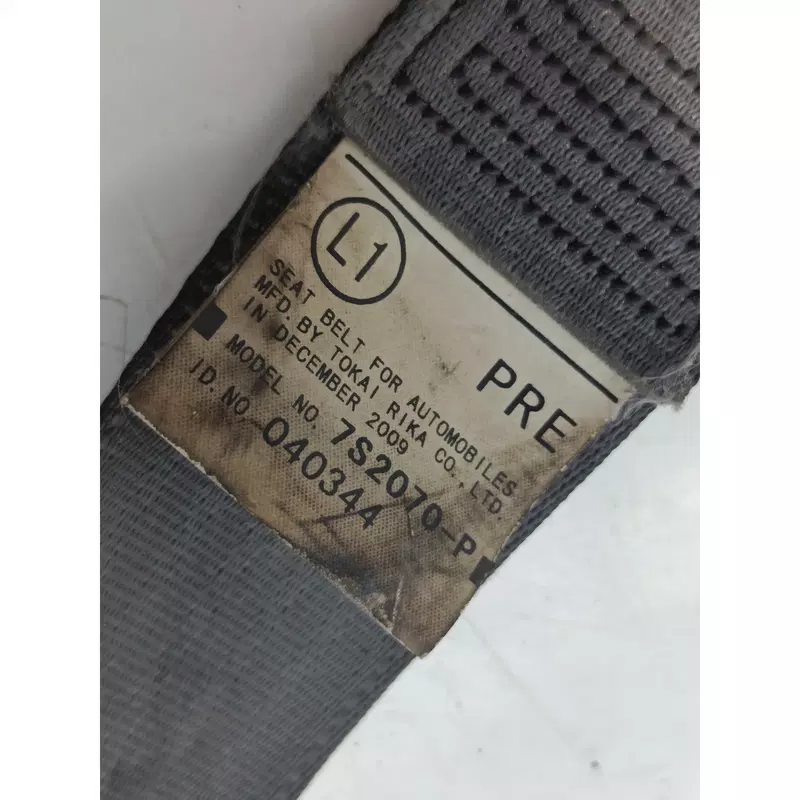 L1
PRE
SEAT BELT FOR AUTOMOBILES
MFD. BY TOKAI RIKA CO., LTD.
IN DECEMBER 2009
MODEL NO. 7S2070-P
ID. NO 040344